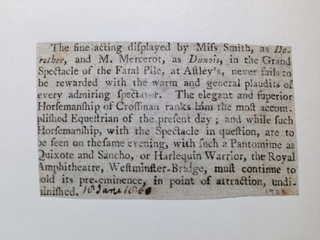 The fine acting displayed by Miss Smith, as Do-
rothee, and M. Mercerot, as Dunois, in the Grand
Spectacle of the Fatal Pile, at Astley's, never fails to
be rewarded with the warm and general plaudits of
every admiring spectator. The elegant and superior
Horsemanship of Crossman ranks him the most accom-
plished Equestrian of the present day; and while such
Horsemanship, with the Spectacle in question, are to
be seen on the same evening, with such a Pantomime as
Quixote and Sancho, or Harlequin Warrior, the Royal
Amphitheatre, Westminster-Bridge, must continue to
hold its pre-eminence, in point of attraction, undi-
minished. 18 June